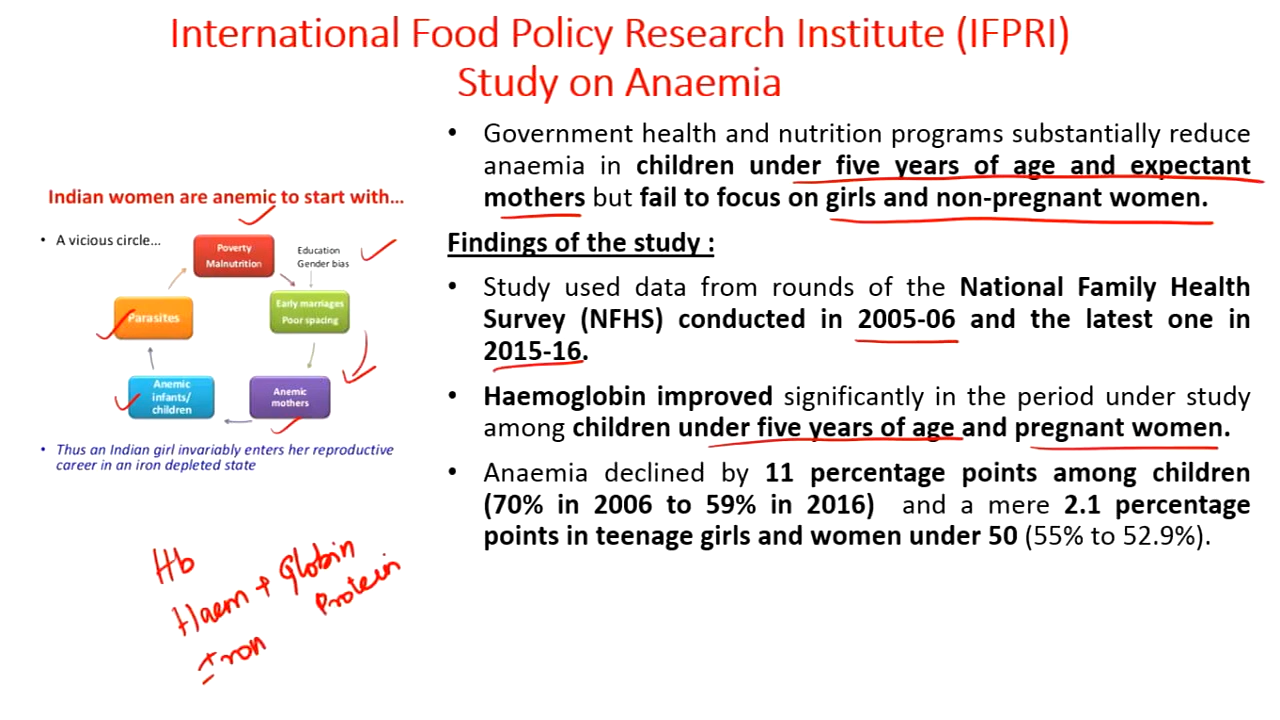 International Food Policy Research Institute (IFPRI)
Study on Anaemia
Indian women are anemic to start with...
• A vicious circle...
Poverty
Malnutrition
Education
Gender bias
Early marriages
Poor spacing
Anemic
mothers
Anemic
infants/
children
Parasites
• Thus an Indian girl invariably enters her reproductive
career in an iron depleted state
Hb
Haem + Globin
Iron
Protein
• Government health and nutrition programs substantially reduce
anaemia in children under five years of age and expectant
mothers but fail to focus on girls and non-pregnant women.
Findings of the study :
• Study used data from rounds of the National Family Health
Survey (NFHS) conducted in 2005-06 and the latest one in
2015-16.
• Haemoglobin improved significantly in the period under study
among children under five years of age and pregnant women.
• Anaemia declined by 11 percentage points among children
(70% in 2006 to 59% in 2016) and a mere 2.1 percentage
points in teenage girls and women under 50 (55% to 52.9%).